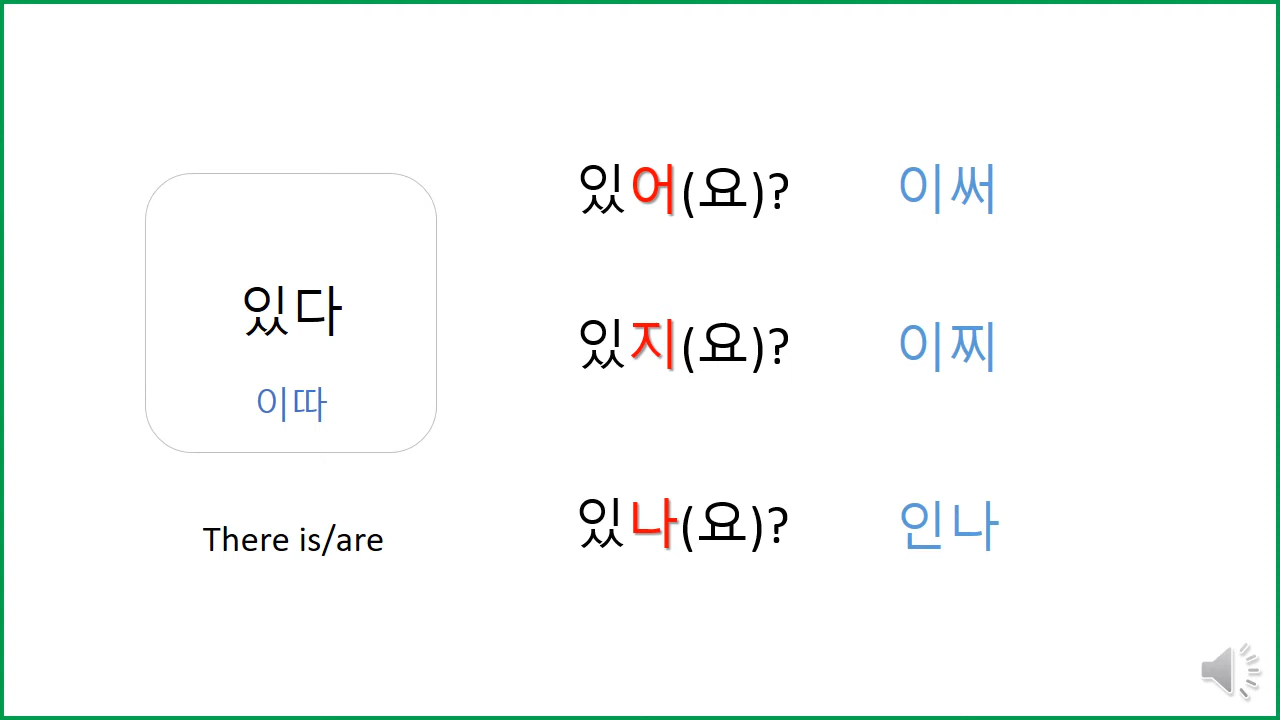 있다
이따
There is/are
있어(요)? 이써
있지(요)? 이찌
있나(요)? 인나